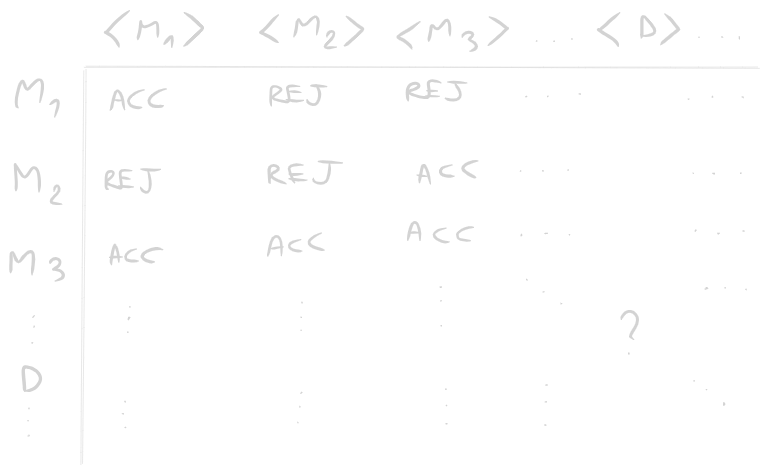 <M₁> <M₂> <M₃> ... <D> ...
M₁ ACC REJ REJ ... ...
M₂ REJ REJ ACC ... ...
M₃ ACC ACC ACC ... ...
?
D